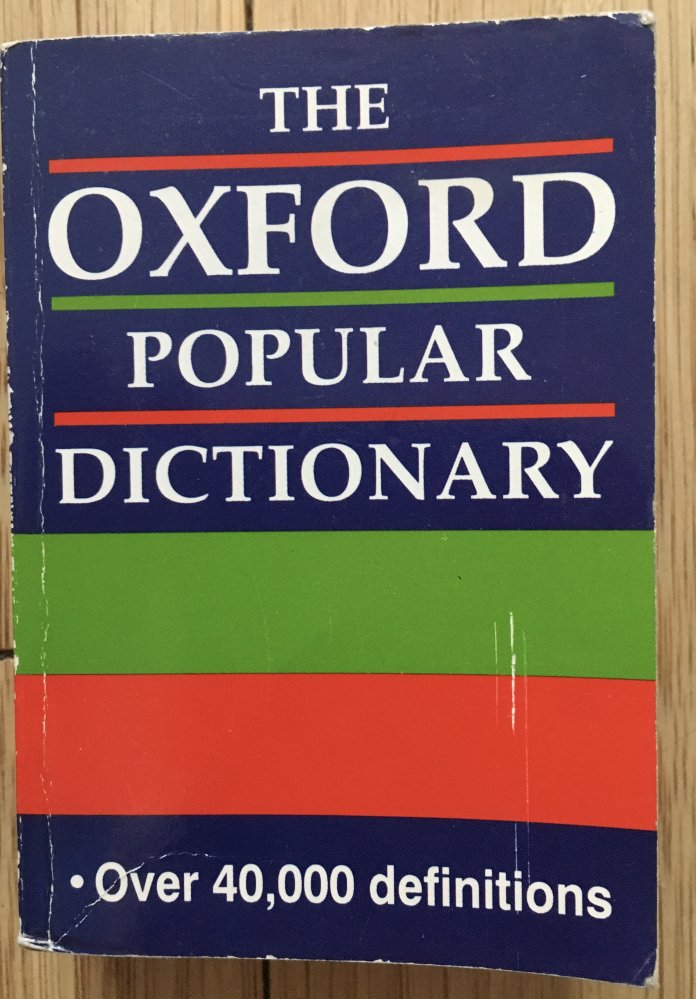 THE
OXFORD
POPULAR
DICTIONARY
• Over 40,000 definitions